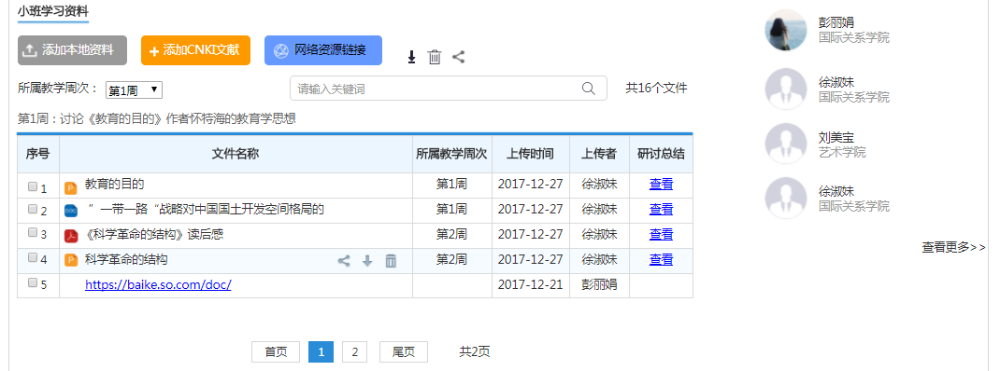 小班学习资料
添加本地资料 添加CNKI文献 网络资源链接
所属教学周次： 第1周 请输入关键词 共16个文件
第1周：讨论《教育的目的》作者怀特海的教育学思想
序号 文件名称 所属教学周次 上传时间 上传者 研讨总结
1 教育的目的 第1周 2017-12-27 徐淑妹 查看
2 ”一带一路“战略对中国国土开发空间格局的 第1周 2017-12-27 徐淑妹 查看
3 《科学革命的结构》读后感 第2周 2017-12-27 徐淑妹 查看
4 科学革命的结构 第2周 2017-12-27 徐淑妹 查看
5 https://baike.so.com/doc/ 2017-12-21 彭丽娟
首页 1 2 尾页 共2页
彭丽娟
国际关系学院
徐淑妹
国际关系学院
刘美宝
艺术学院
徐淑妹
国际关系学院
查看更多>>